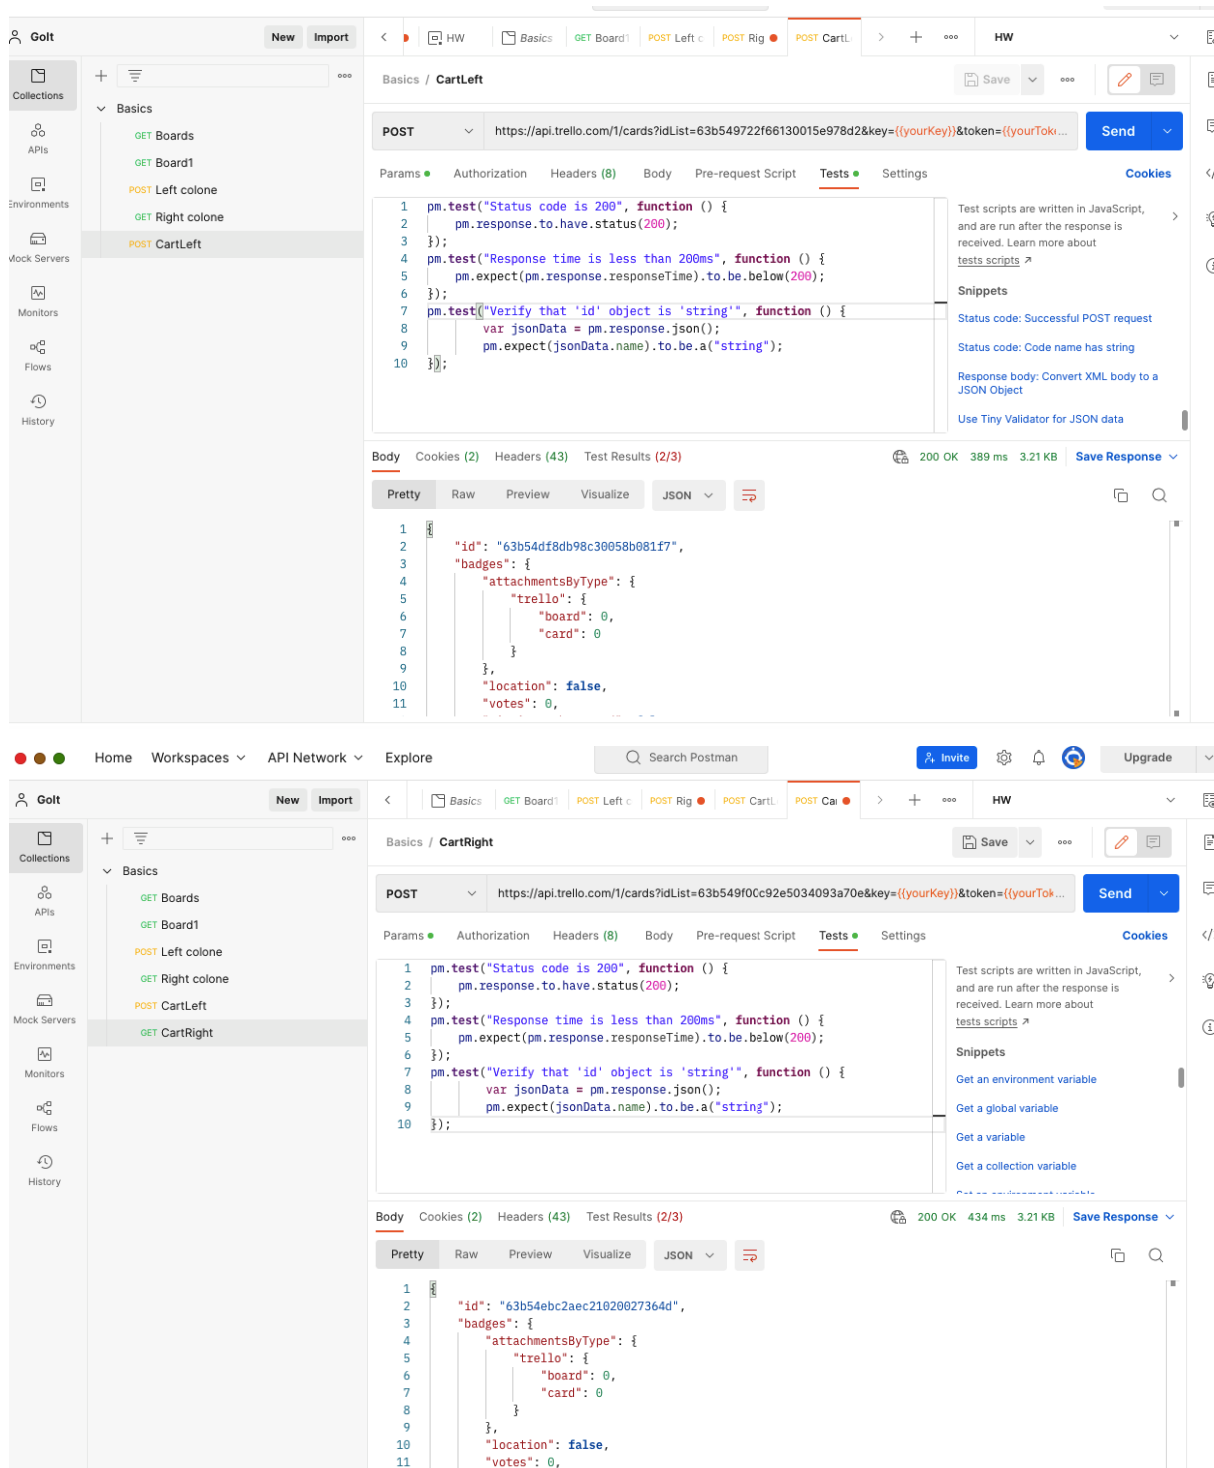 Golt
New Import
HW Basics GET Board1 POST Left c POST Rig POST CartL HW
Collections
Basics / CartLeft
Save
Basics
GET Boards
APIs
GET Board1
POST Left colone
Environments
GET Right colone
Mock Servers
POST CartLeft
Monitors
Flows
History
POST https://api.trello.com/1/cards?idList=63b549722f66130015e978d2&key={{yourKey}}&token={{yourTok... Send
Params Authorization Headers (8) Body Pre-request Script Tests Settings Cookies
1 pm.test("Status code is 200", function () {
2 pm.response.to.have.status(200);
3 });
4 pm.test("Response time is less than 200ms", function () {
5 pm.expect(pm.response.responseTime).to.be.below(200);
6 });
7 pm.test("Verify that 'id' object is 'string'", function () {
8 var jsonData = pm.response.json();
9 pm.expect(jsonData.name).to.be.a("string");
10 });
Test scripts are written in JavaScript,
and are run after the response is
received. Learn more about
tests scripts ↗
Snippets
Status code: Successful POST request
Status code: Code name has string
Response body: Convert XML body to a
JSON Object
Use Tiny Validator for JSON data
Body Cookies (2) Headers (43) Test Results (2/3) 200 OK 389 ms 3.21 KB Save Response
Pretty Raw Preview Visualize JSON
1 {
2 "id": "63b54df8db98c30058b081f7",
3 "badges": {
4 "attachmentsByType": {
5 "trello": {
6 "board": 0,
7 "card": 0
8 }
9 },
10 "location": false,
11 "votes": 0,
Home Workspaces API Network Explore Search Postman Invite Upgrade
Golt
New Import
Basics GET Board1 POST Left c POST Rig POST CartL POST Car HW
Collections
Basics / CartRight
Save
Basics
GET Boards
APIs
GET Board1
POST Left colone
Environments
GET Right colone
Mock Servers
POST CartLeft
GET CartRight
Monitors
Flows
History
POST https://api.trello.com/1/cards?idList=63b549f0cc92e5034093a70e&key={{yourKey}}&token={{yourTok... Send
Params Authorization Headers (8) Body Pre-request Script Tests Settings Cookies
1 pm.test("Status code is 200", function () {
2 pm.response.to.have.status(200);
3 });
4 pm.test("Response time is less than 200ms", function () {
5 pm.expect(pm.response.responseTime).to.be.below(200);
6 });
7 pm.test("Verify that 'id' object is 'string'", function () {
8 var jsonData = pm.response.json();
9 pm.expect(jsonData.name).to.be.a("string");
10 });
Test scripts are written in JavaScript,
and are run after the response is
received. Learn more about
tests scripts ↗
Snippets
Get an environment variable
Get a global variable
Get a variable
Get a collection variable
Body Cookies (2) Headers (43) Test Results (2/3) 200 OK 434 ms 3.21 KB Save Response
Pretty Raw Preview Visualize JSON
1 {
2 "id": "63b54ebc2aec21020027364d",
3 "badges": {
4 "attachmentsByType": {
5 "trello": {
6 "board": 0,
7 "card": 0
8 }
9 },
10 "location": false,
11 "votes": 0,